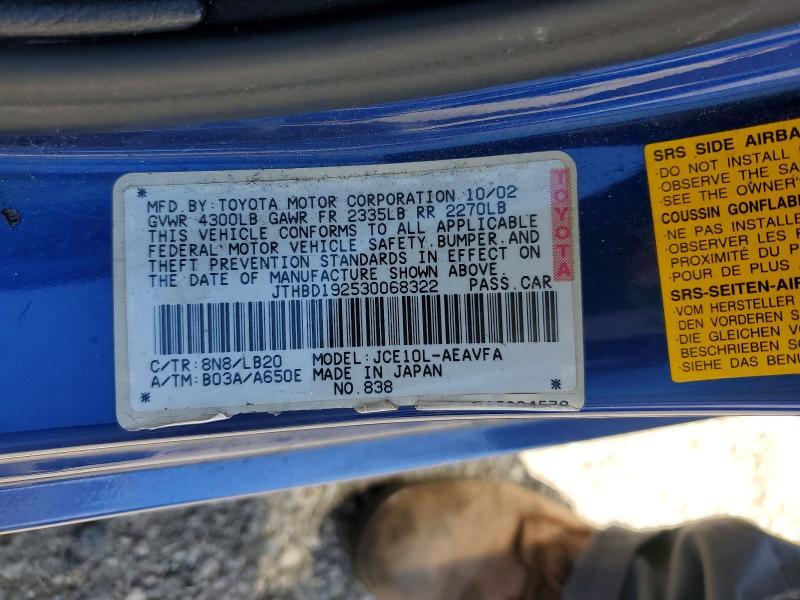 * MFD.BY:TOYOTA MOTOR CORPORATION 10/02
GVWR 4300LB GAWR FR 2335LB RR 2270LB
THIS VEHICLE CONFORMS TO ALL APPLICABLE
FEDERAL MOTOR VEHICLE SAFETY,BUMPER,AND
THEFT PREVENTION STANDARDS IN EFFECT ON
THE DATE OF MANUFACTURE SHOWN ABOVE.
JTHBD192530068322 PASS.CAR
C/TR:8N8/LB20 MODEL:JCE10L-AEAVFA
A/TM:B03A/A650E MADE IN JAPAN *
* NO.838
TOYOTA
SRS SIDE AIRBA
·DO NOT INSTALL
·OBSERVE THE SA
·SEE THE OWNER'
COUSSIN GONFLABL
·NE PAS INSTALLE
·OBSERVER LES
PROXIMITÉ DU P
·POUR DE PLUS
SRS-SEITEN-AIR
·VOM HERSTELLER
DEN VORDEREN S
·DIE GLEICHEN
BESCHRIEBEN SC
·SIEHE DAS BENU